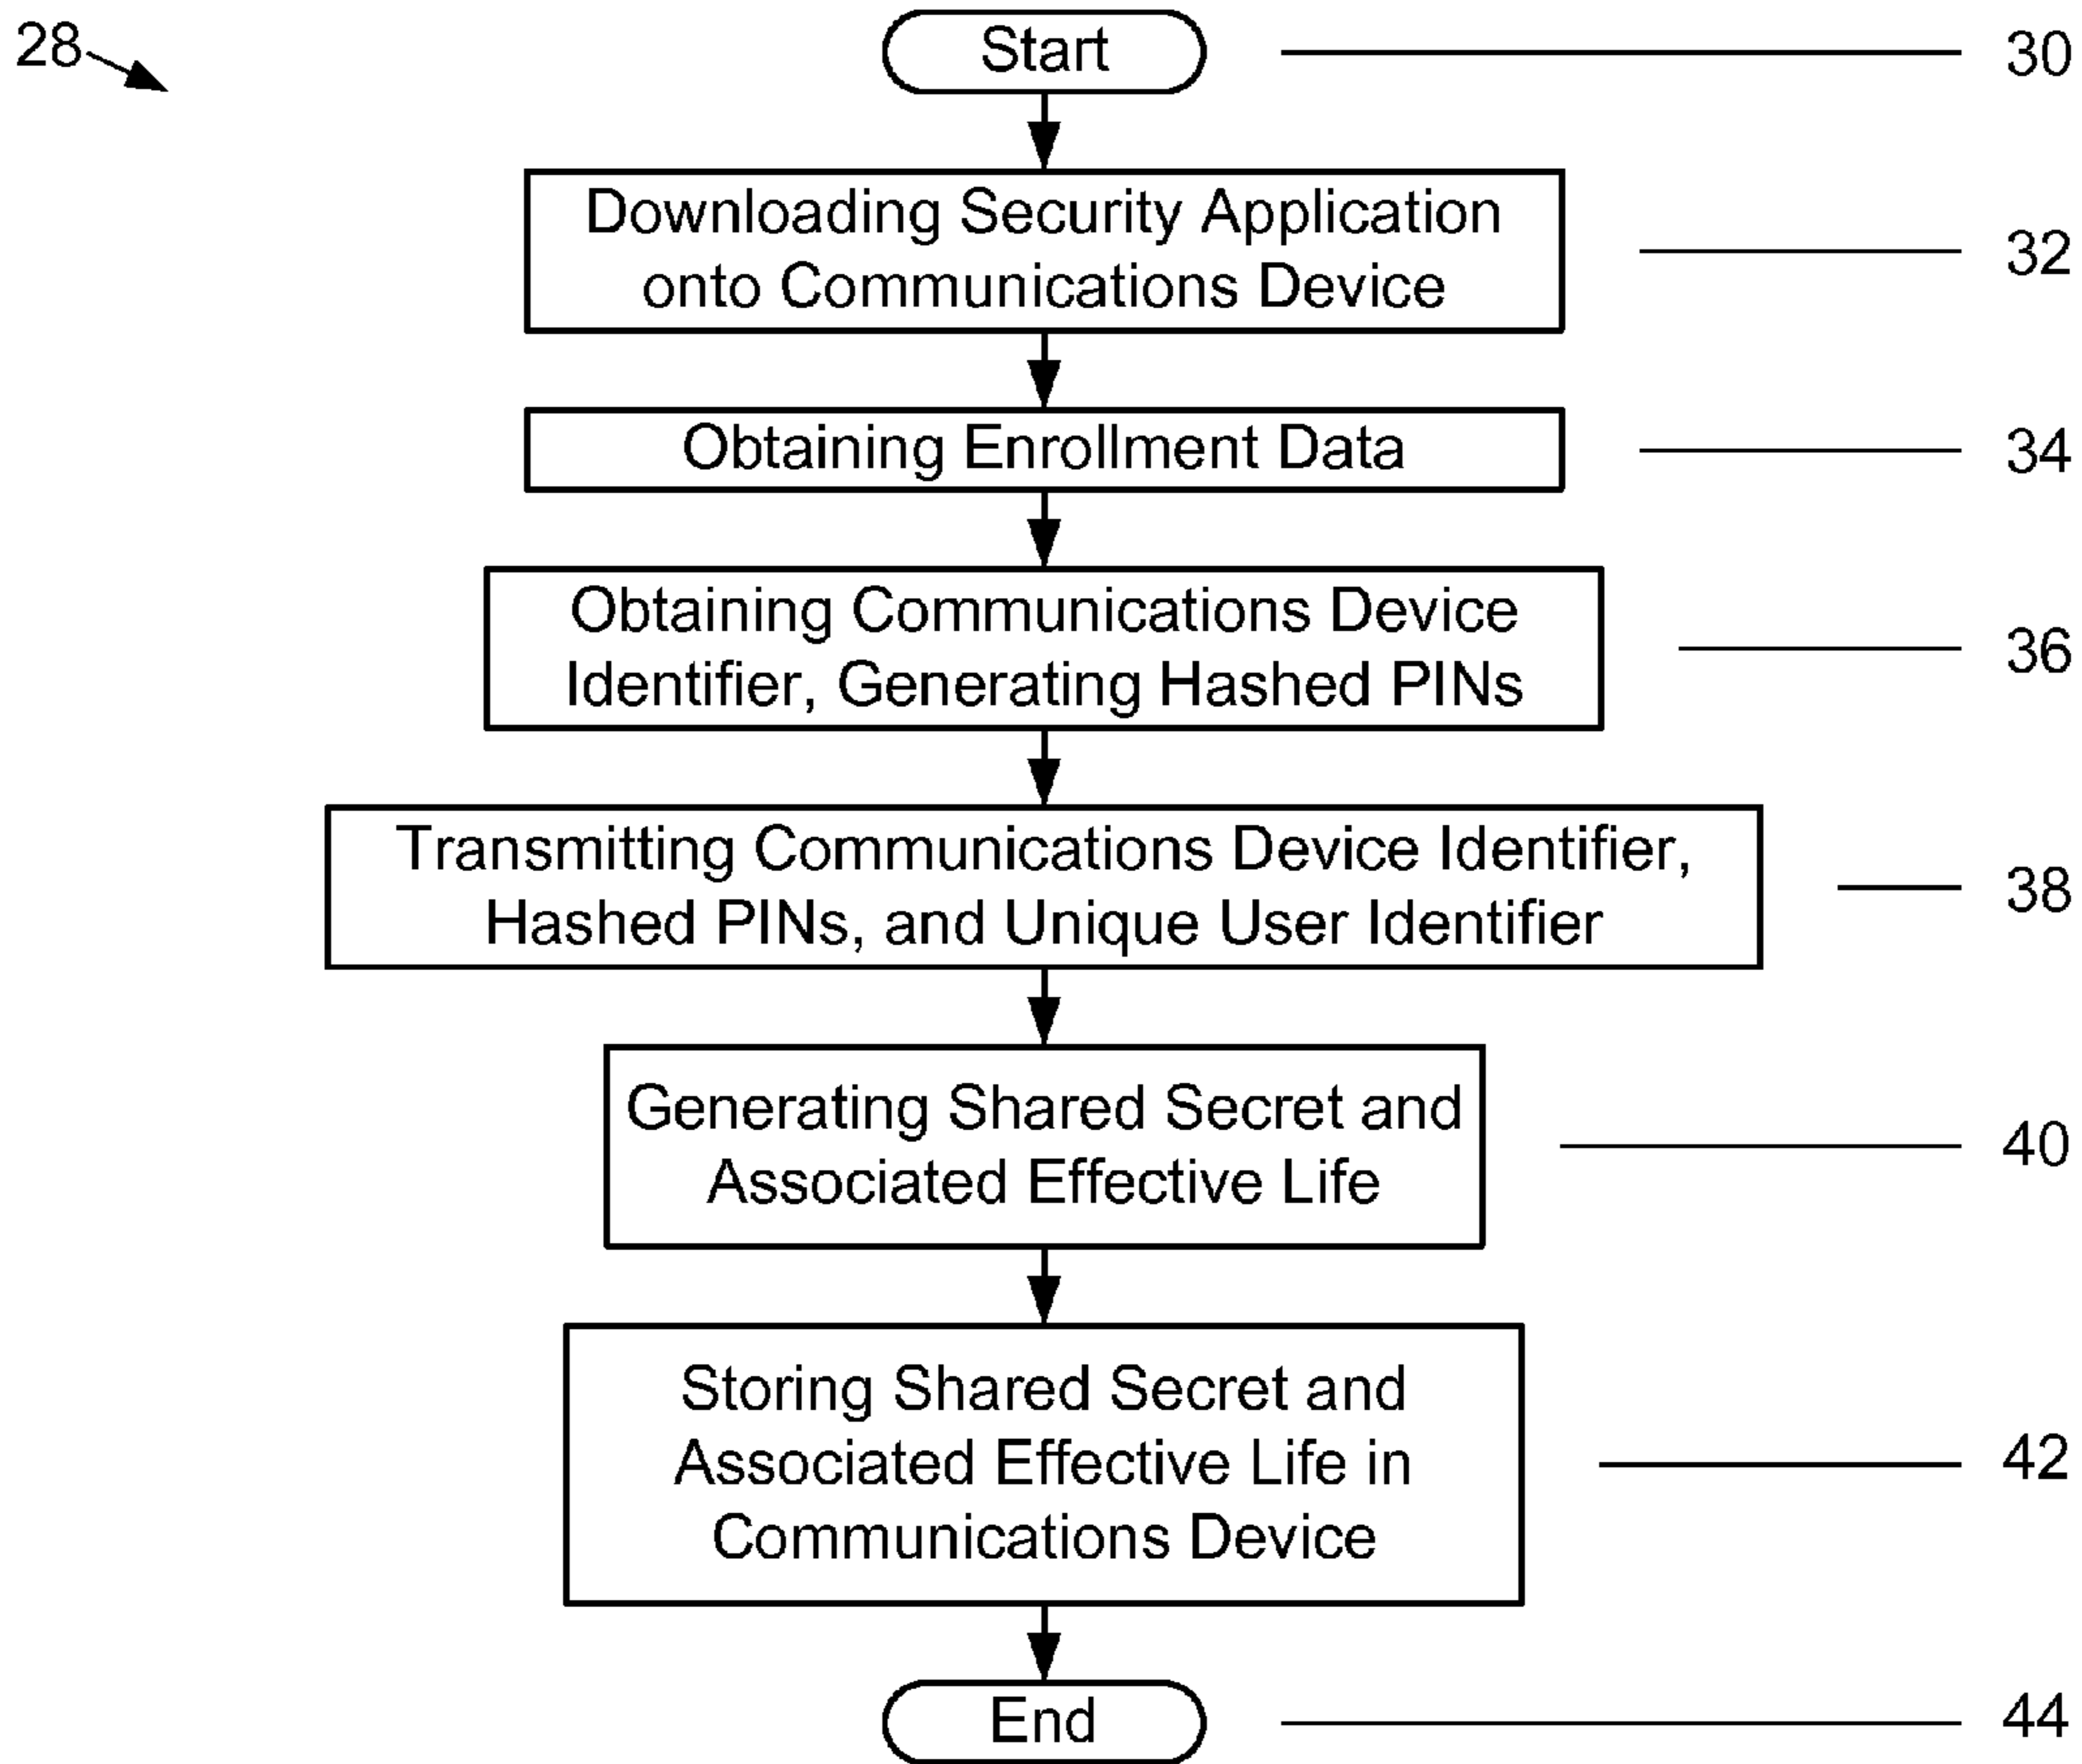 28
Start
30
Downloading Security Application
onto Communications Device
32
Obtaining Enrollment Data
34
Obtaining Communications Device
Identifier, Generating Hashed PINs
36
Transmitting Communications Device Identifier,
Hashed PINs, and Unique User Identifier
38
Generating Shared Secret and
Associated Effective Life
40
Storing Shared Secret and
Associated Effective Life in
Communications Device
42
End
44